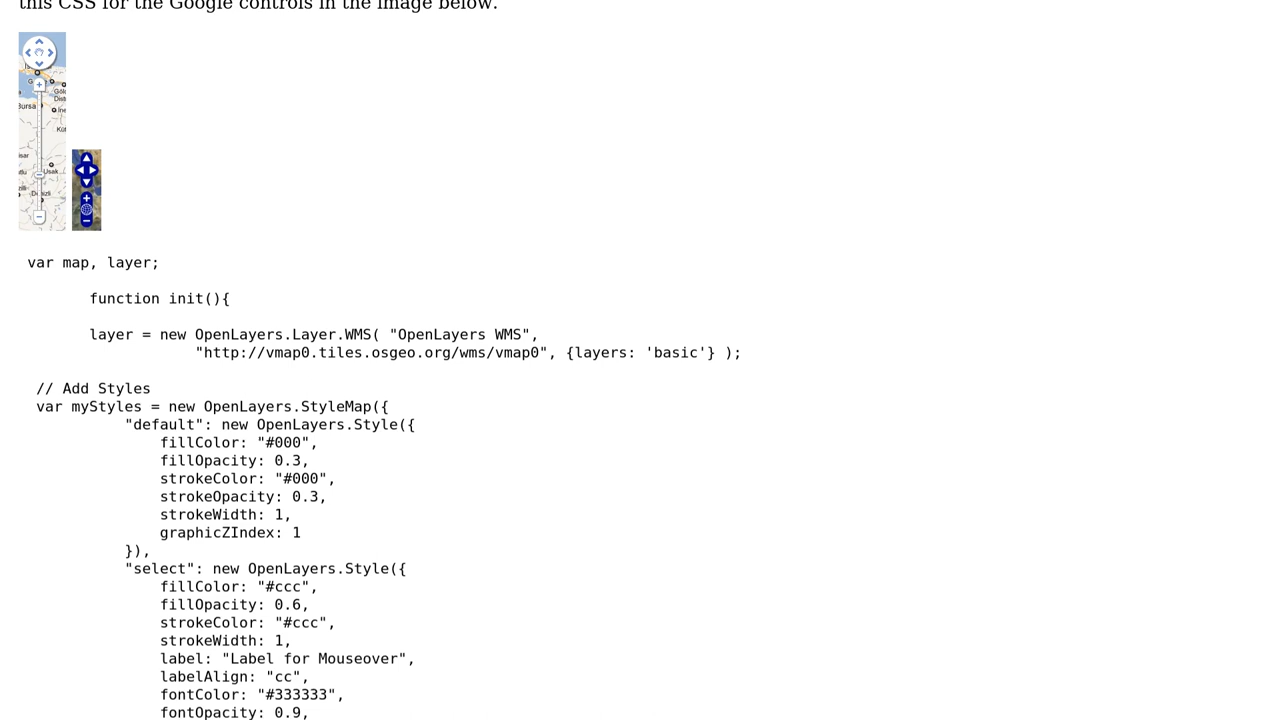 this CSS for the Google controls in the image below.
Bursa
Usak
var map, layer;
function init(){
layer = new OpenLayers.Layer.WMS( "OpenLayers WMS",
"http://vmap0.tiles.osgeo.org/wms/vmap0", {layers: 'basic'} );
// Add Styles
var myStyles = new OpenLayers.StyleMap({
"default": new OpenLayers.Style({
fillColor: "#000",
fillOpacity: 0.3,
strokeColor: "#000",
strokeOpacity: 0.3,
strokeWidth: 1,
graphicZIndex: 1
}),
"select": new OpenLayers.Style({
fillColor: "#ccc",
fillOpacity: 0.6,
strokeColor: "#ccc",
strokeWidth: 1,
label: "Label for Mouseover",
labelAlign: "cc",
fontColor: "#333333",
fontOpacity: 0.9,